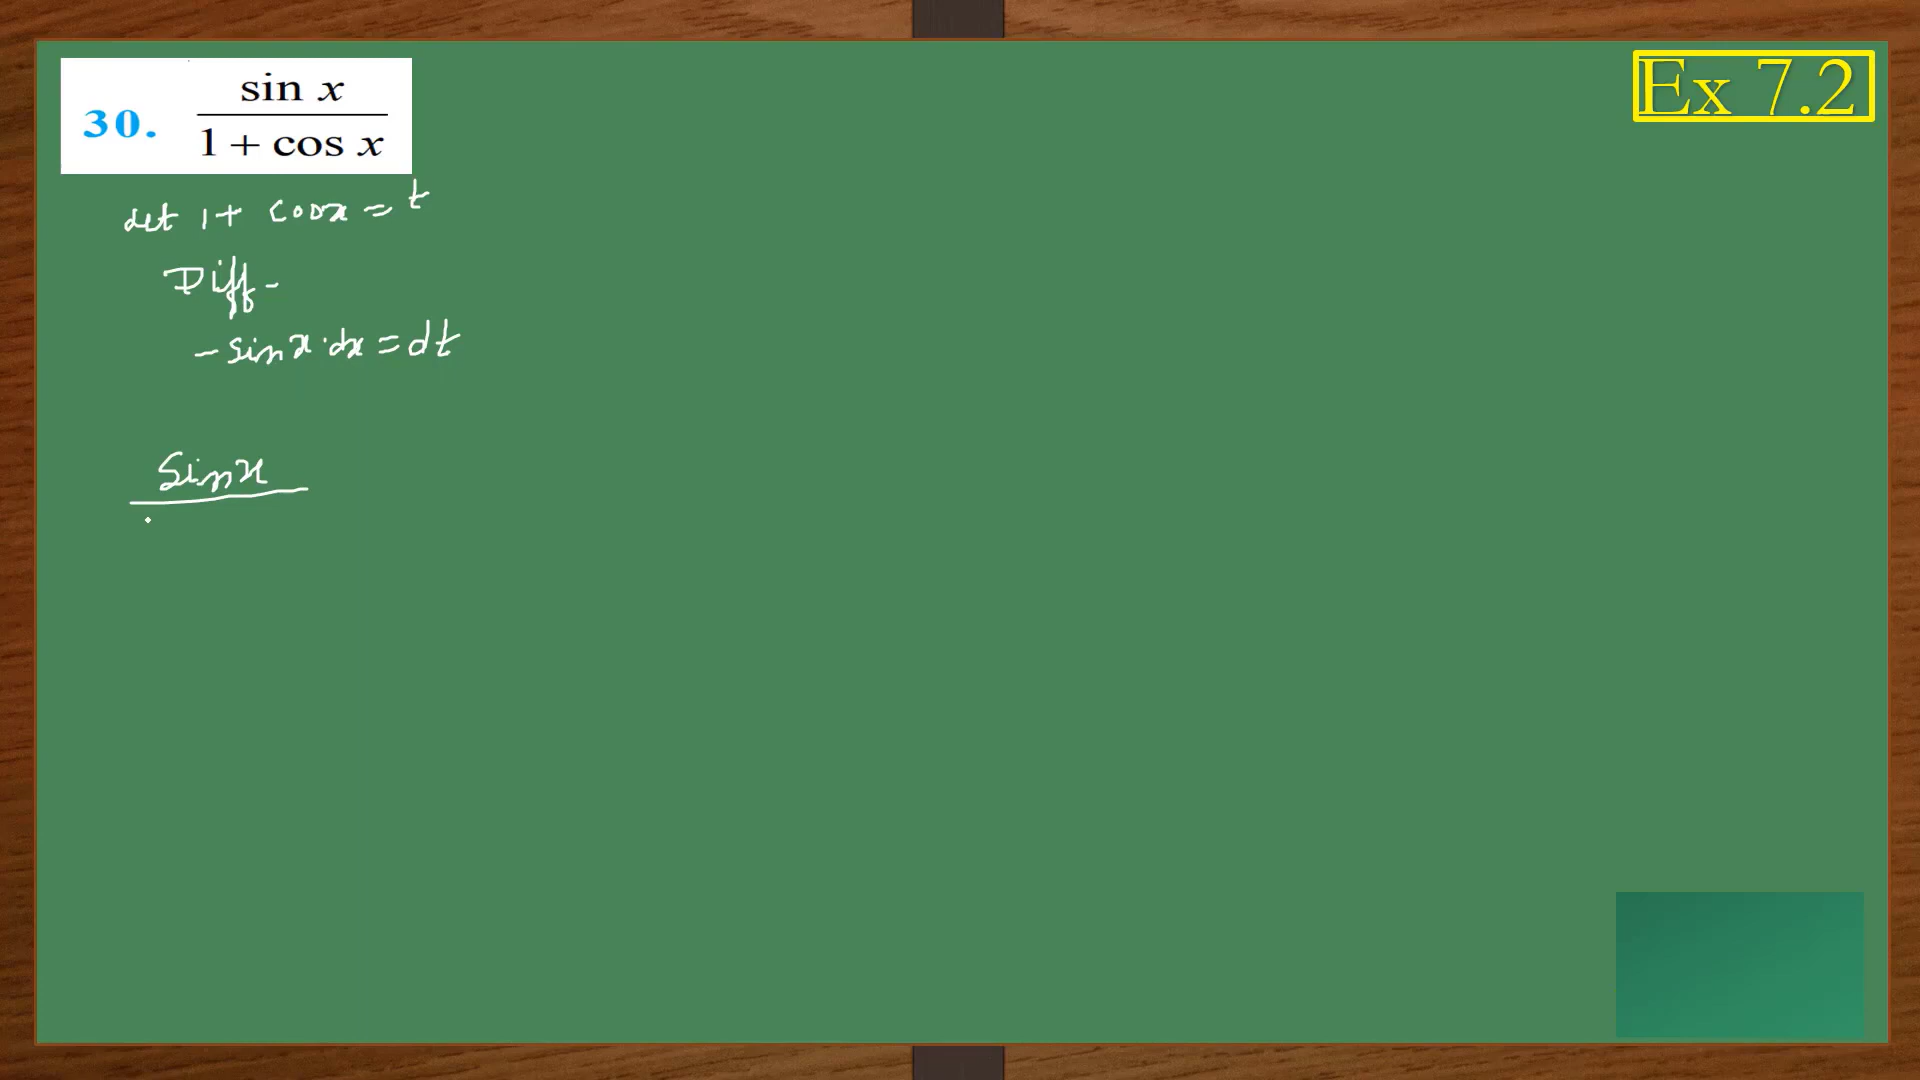 Ex 7.2
30. sin x / 1 + cos x
Let 1 + cosx = t
Diff -
- sinx . dx = dt
Sinx